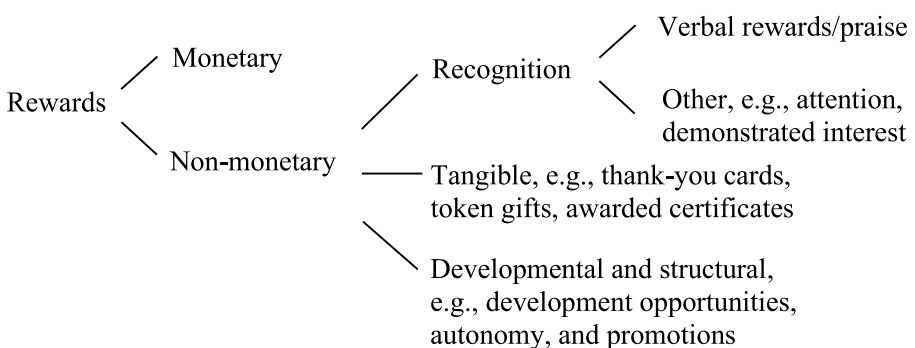 Rewards
Monetary
Non-monetary
Recognition
Verbal rewards/praise
Other, e.g., attention,
demonstrated interest
Tangible, e.g., thank-you cards,
token gifts, awarded certificates
Developmental and structural,
e.g., development opportunities,
autonomy, and promotions